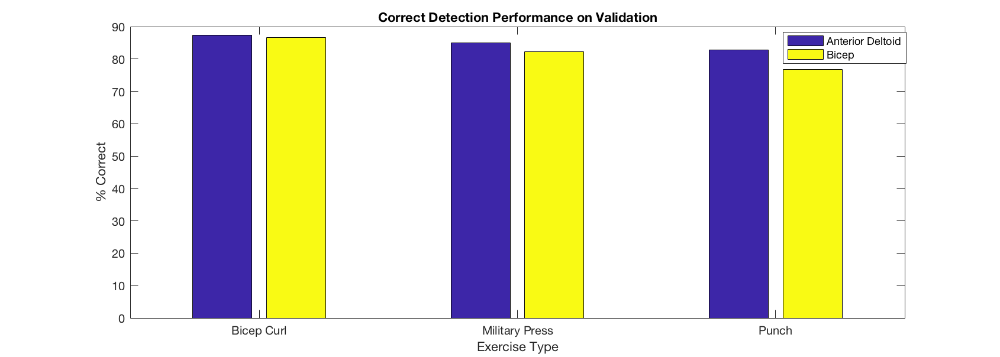 Correct Detection Performance on Validation
Anterior Deltoid
Bicep
% Correct
90
80
70
60
50
40
30
20
10
0
Bicep Curl
Military Press
Punch
Exercise Type